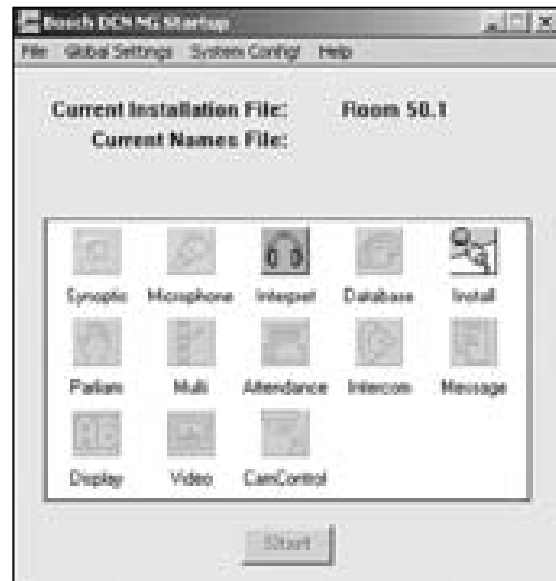 Bosch DCN NG Startup
File Global Settings System Config! Help
Current Installation File: Room 50.1
Current Names File:
Synoptic Microphone Interpret Database Install
Parliam Multi Attendance Intercom Message
Display Video CamControl
Start